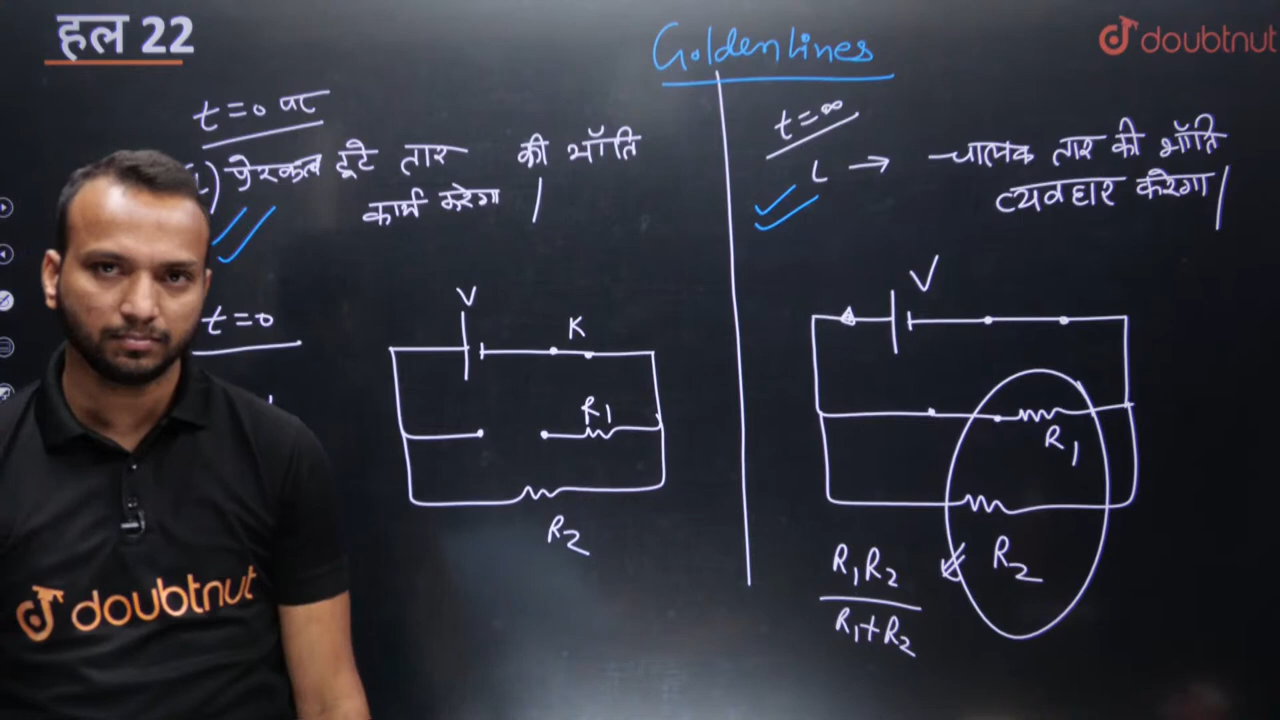 हल 22
doubtnut
Goldenlines
t=0 पर
प्रेरकत्व टूटे तार की भाँति
कार्य करेगा |
t=0
V
K
R1
R2
t=∞
L → चालक तार की भाँति
व्यवहार करेगा |
V
R1
R2
R1R2
R1+R2
doubtnut